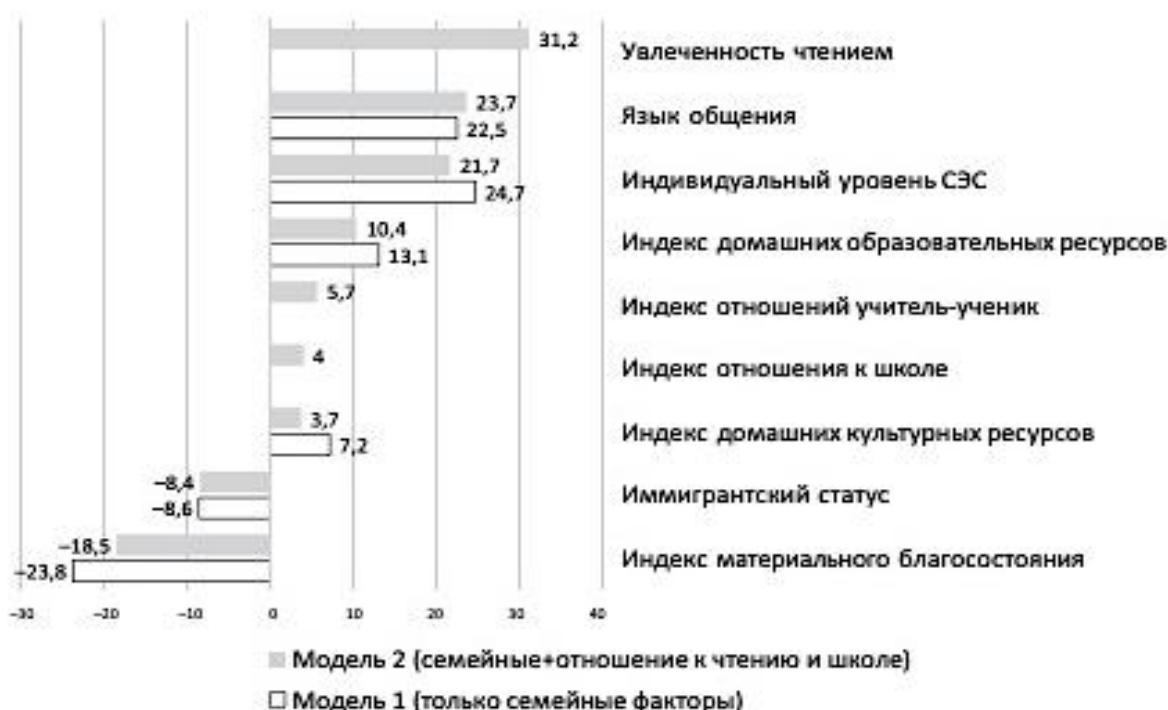 31,2 Увлеченность чтением
23,7
22,5
Язык общения
21,7
24,7
Индивидуальный уровень СЭС
10,4
13,1
Индекс домашних образовательных ресурсов
5,7
Индекс отношений учитель-ученик
4
Индекс отношения к школе
3,7
7,2
Индекс домашних культурных ресурсов
–8,4
–8,6
Иммигрантский статус
–18,5
–23,8
Индекс материального благосостояния
–30 –20 –10 0 10 20 30 40
Модель 2 (семейные+отношение к чтению и школе)
Модель 1 (только семейные факторы)